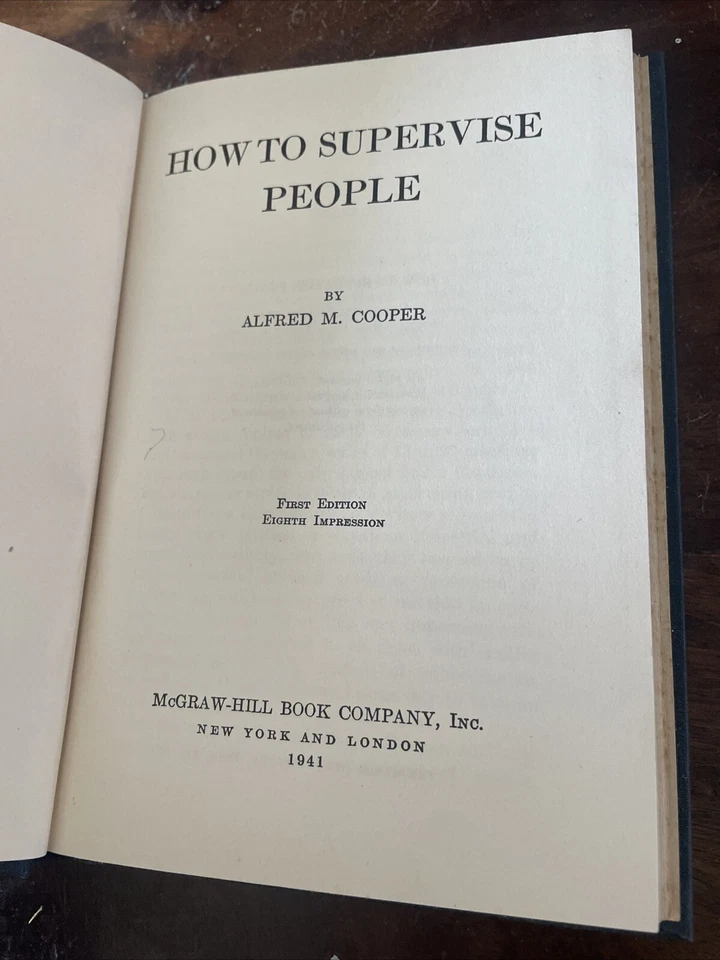 HOW TO SUPERVISE
PEOPLE
BY
ALFRED M. COOPER
First Edition
Eighth Impression
McGRAW-HILL BOOK COMPANY, Inc.
NEW YORK AND LONDON
1941